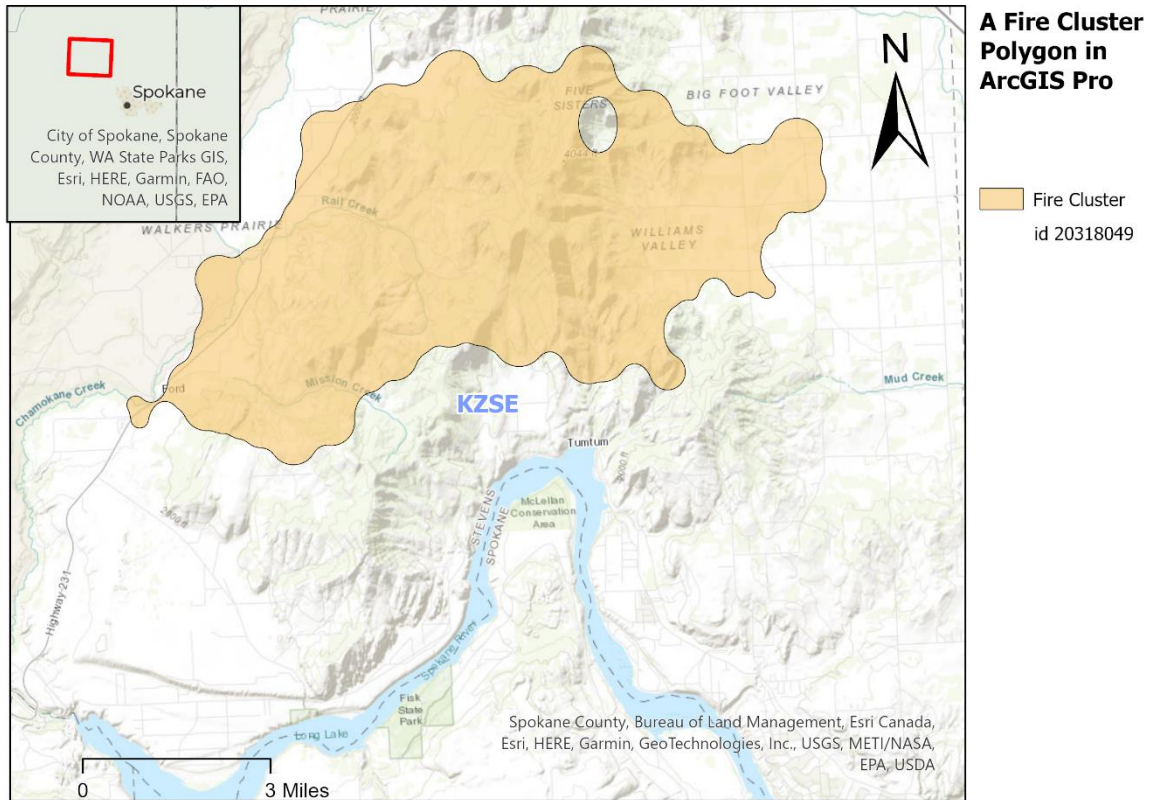 A Fire Cluster
Polygon in
ArcGIS Pro
N
Fire Cluster
id 20318049
Spokane
City of Spokane, Spokane
County, WA State Parks GIS,
Esri, HERE, Garmin, FAO,
NOAA, USGS, EPA
PRAIRIE
FIVE
SISTERS
BIG FOOT VALLEY
4044 ft
Rail Creek
WALKERS PRAIRIE
WILLIAMS
VALLEY
Ford
Mission Creek
Chamokane Creek
Mud Creek
KZSE
Tumtum
2000 ft
McLellan
Conservation
Area
STEVENS
SPOKANE
Highway 231
Spokane River
Fisk
State
Park
Long Lake
Spokane County, Bureau of Land Management, Esri Canada,
Esri, HERE, Garmin, GeoTechnologies, Inc., USGS, METI/NASA,
EPA, USDA
0
3 Miles